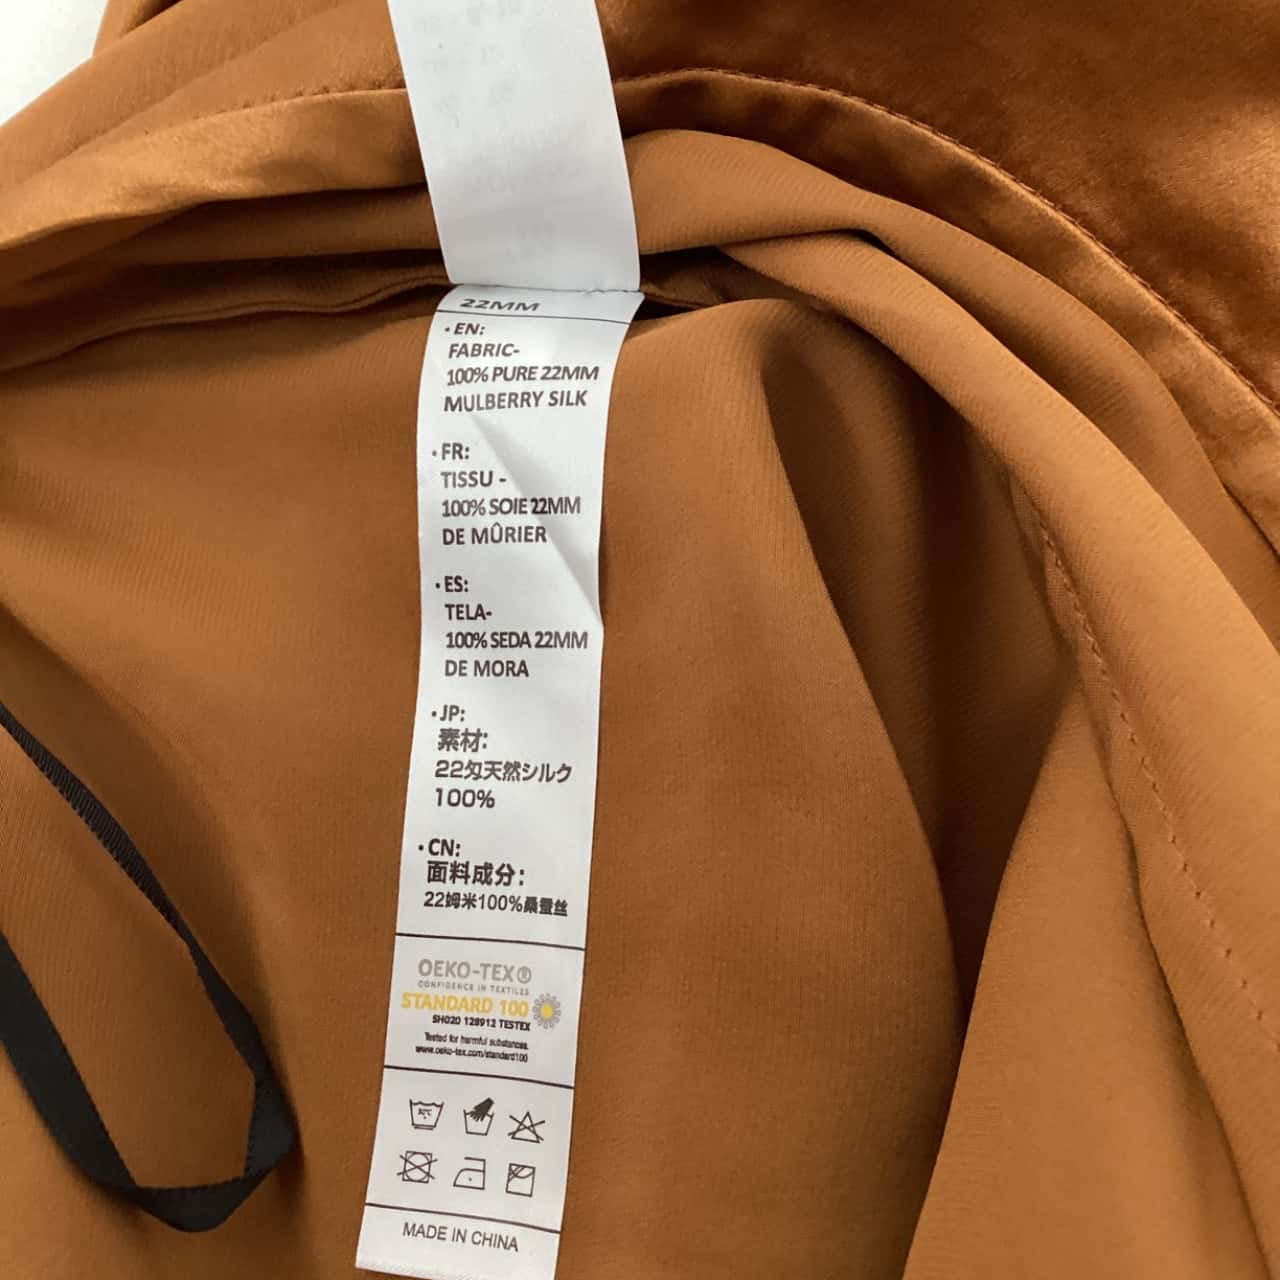 22MM
• EN:
FABRIC-
100% PURE 22MM
MULBERRY SILK
• FR:
TISSU -
100% SOIE 22MM
DE MÛRIER
• ES:
TELA-
100% SEDA 22MM
DE MORA
• JP:
素材:
22匁天然シルク
100%
• CN:
面料成分:
22姆米100%桑蚕丝
OEKO-TEX®
CONFIDENCE IN TEXTILES
STANDARD 100
SH020 128912 TESTEX
Tested for harmful substances.
www.oeko-tex.com/standard100
MADE IN CHINA